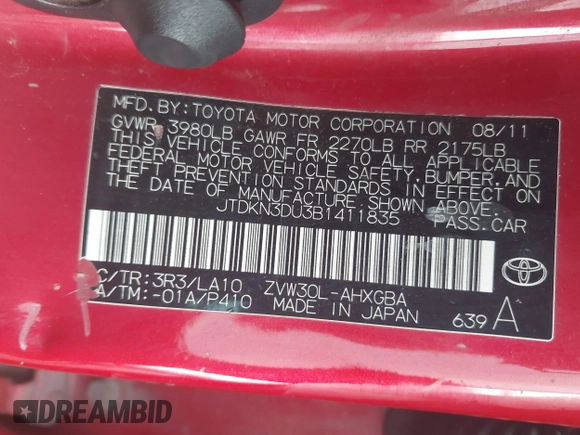 MFD.BY:TOYOTA MOTOR CORPORATION 08/11
GVWR 3980LB GAWR FR 2270LB RR 2175LB
THIS VEHICLE CONFORMS TO ALL APPLICABLE
FEDERAL MOTOR VEHICLE SAFETY,BUMPER,AND
THEFT PREVENTION STANDARDS IN EFFECT ON
THE DATE OF MANUFACTURE SHOWN ABOVE.
JTDKN3DU3B1411835 PASS.CAR
C/TR:3R3/LA10 ZVW30L-AHXGBA
A/TM:-01A/P410 MADE IN JAPAN
639 A
TOYOTA
DREAMBID